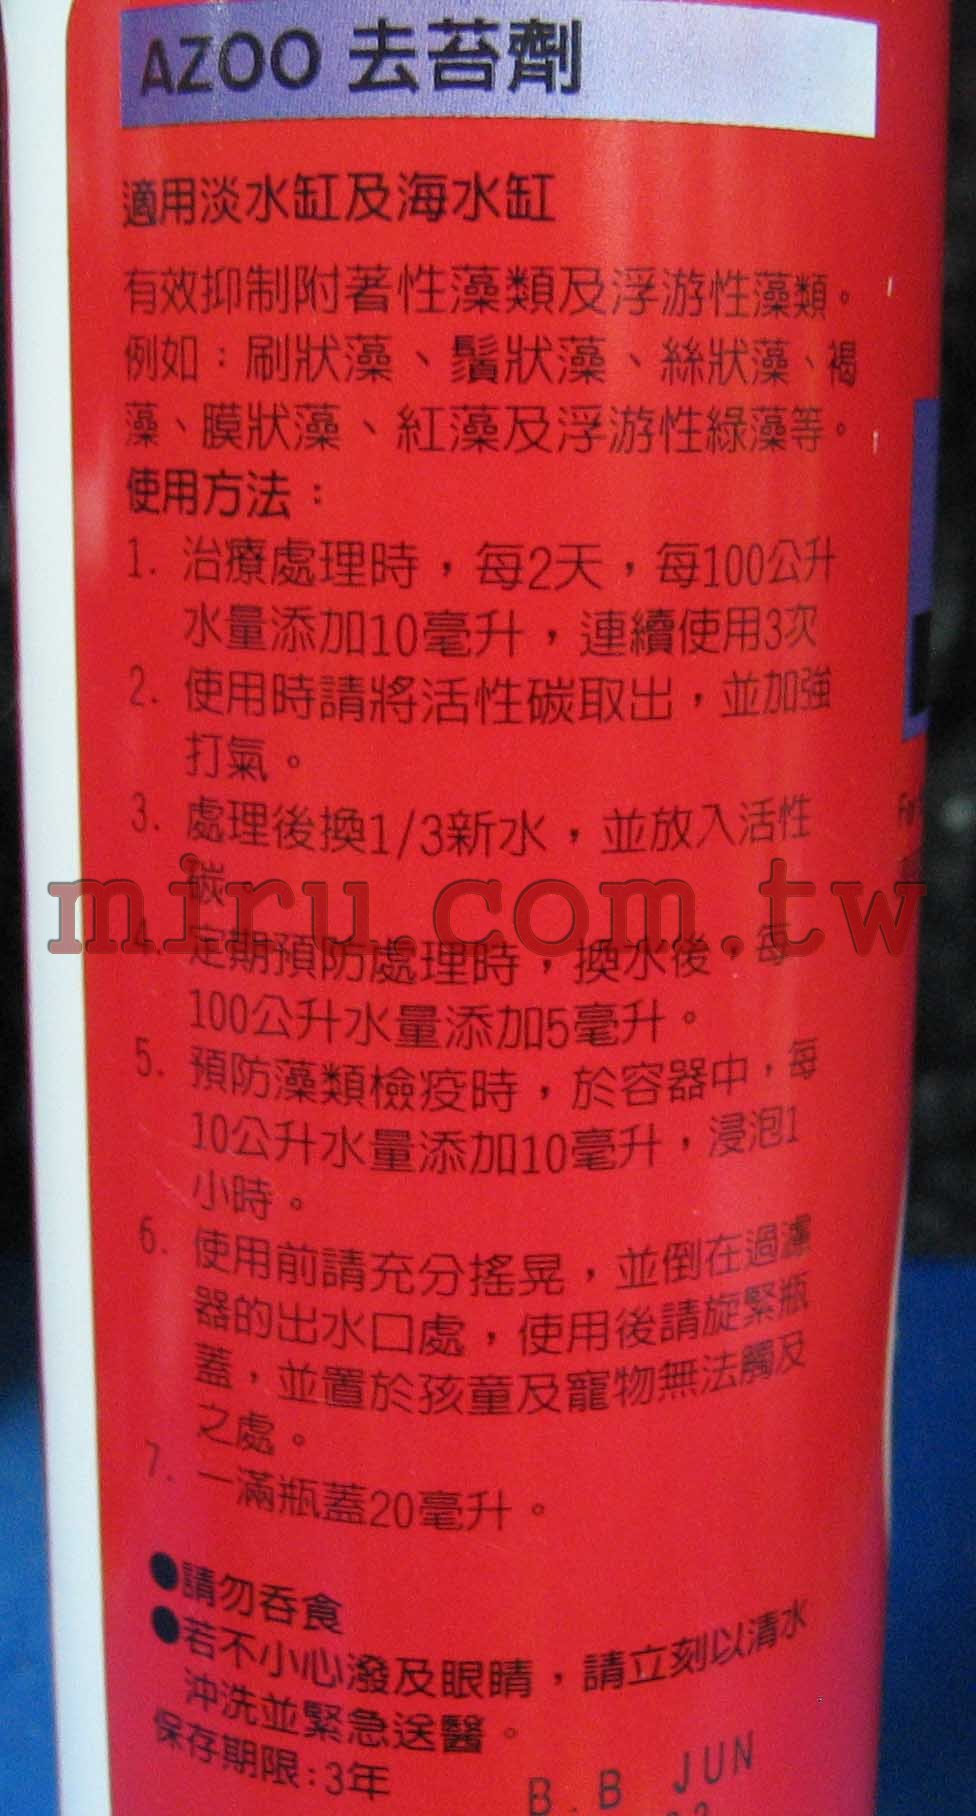 AZOO 去苔劑
適用淡水缸及海水缸
有效抑制附著性藻類及浮游性藻類。
例如：刷狀藻、鬚狀藻、絲狀藻、褐
藻、膜狀藻、紅藻及浮游性綠藻等。
使用方法：
1. 治療處理時，每2天，每100公升
水量添加10毫升，連續使用3次
2. 使用時請將活性碳取出，並加強
打氣。
3. 處理後換1/3新水，並放入活性
碳。
miru.com.tw
4. 定期預防處理時，換水後，每
100公升水量添加5毫升。
5. 預防藻類檢疫時，於容器中，每
10公升水量添加10毫升，浸泡1
小時。
6. 使用前請充分搖晃，並倒在過濾
器的出水口處，使用後請旋緊瓶
蓋，並置於孩童及寵物無法觸及
之處。
7. 一滿瓶蓋20毫升。
●請勿吞食
●若不小心潑及眼睛，請立刻以清水
沖洗並緊急送醫。
保存期限:3年
B.B JUN